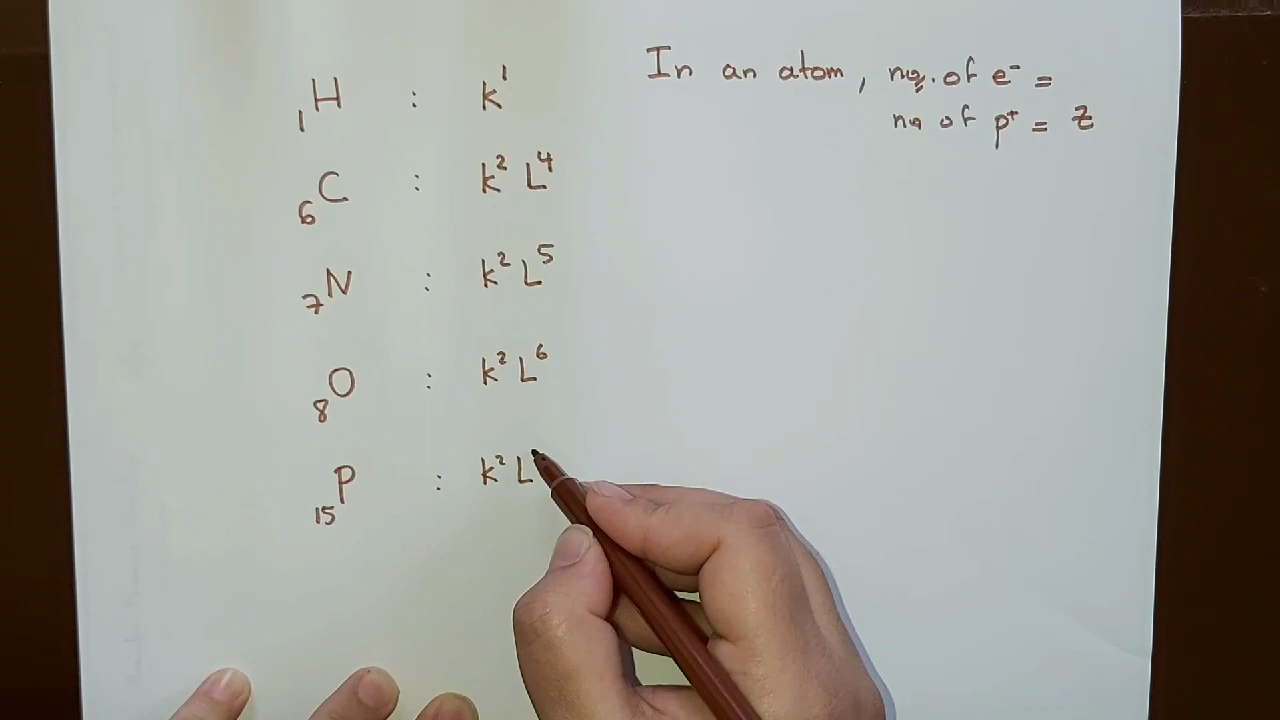 ₁H : K¹
In an atom, no. of e⁻ =
no of p⁺ = Z
₆C : K² L⁴
₇N : K² L⁵
₈O : K² L⁶
₁₅P : K² L